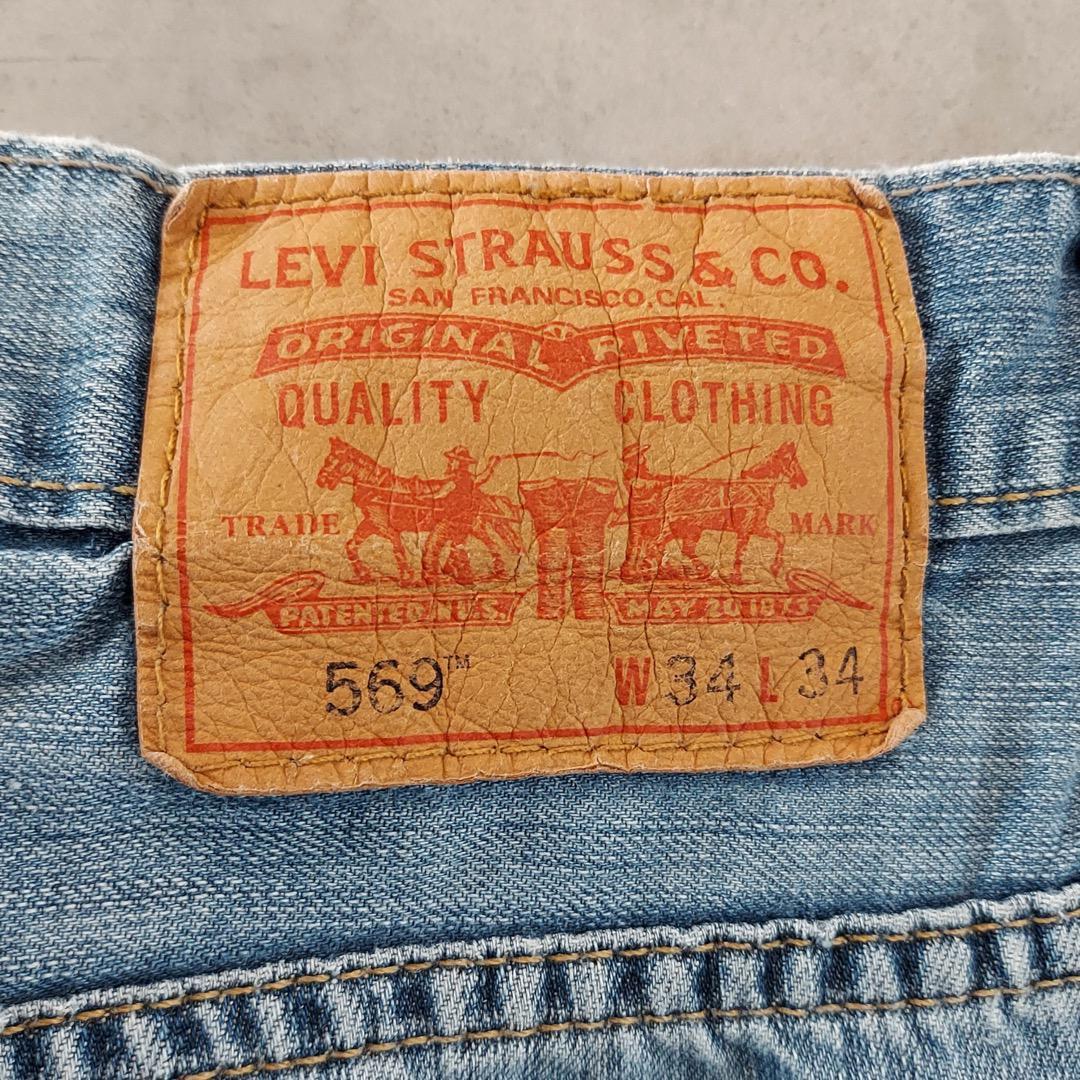 LEVI STRAUSS & CO.
SAN FRANCISCO, CAL.
ORIGINAL RIVETED
QUALITY CLOTHING
TRADE MARK
PATENTED IN U.S. MAY 20 1873
569™ W 34 L 34